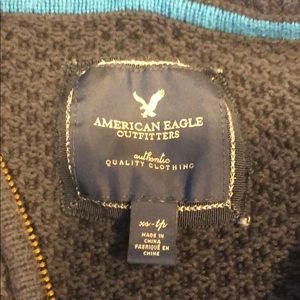 AMERICAN EAGLE
OUTFITTERS
authentic
QUALITY CLOTHING
xs-tp
MADE IN
CHINA
FABRIQUÉ EN
CHINE